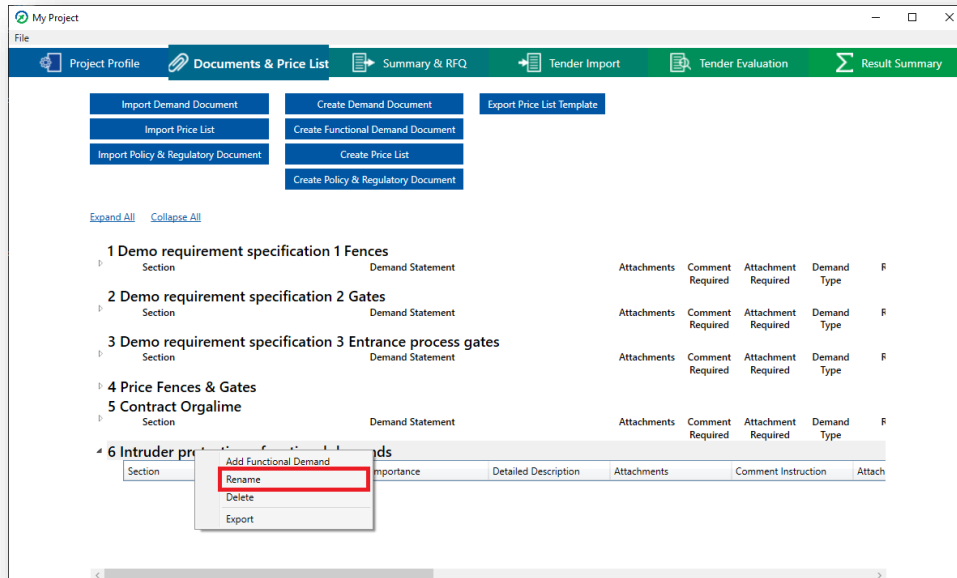 My Project
File
Project Profile
Documents & Price List
Summary & RFQ
Tender Import
Tender Evaluation
Result Summary
Import Demand Document
Create Demand Document
Export Price List Template
Import Price List
Create Functional Demand Document
Import Policy & Regulatory Document
Create Price List
Create Policy & Regulatory Document
Expand All
Collapse All
1 Demo requirement specification 1 Fences
Section Demand Statement Attachments Comment Required Attachment Required Demand Type R
2 Demo requirement specification 2 Gates
Section Demand Statement Attachments Comment Required Attachment Required Demand Type R
3 Demo requirement specification 3 Entrance process gates
Section Demand Statement Attachments Comment Required Attachment Required Demand Type R
4 Price Fences & Gates
5 Contract Orgalime
Section Demand Statement Attachments Comment Required Attachment Required Demand Type R
6 Intruder
Section mportance Detailed Description Attachments Comment Instruction Attach
Add Functional Demand
Rename
Delete
Export